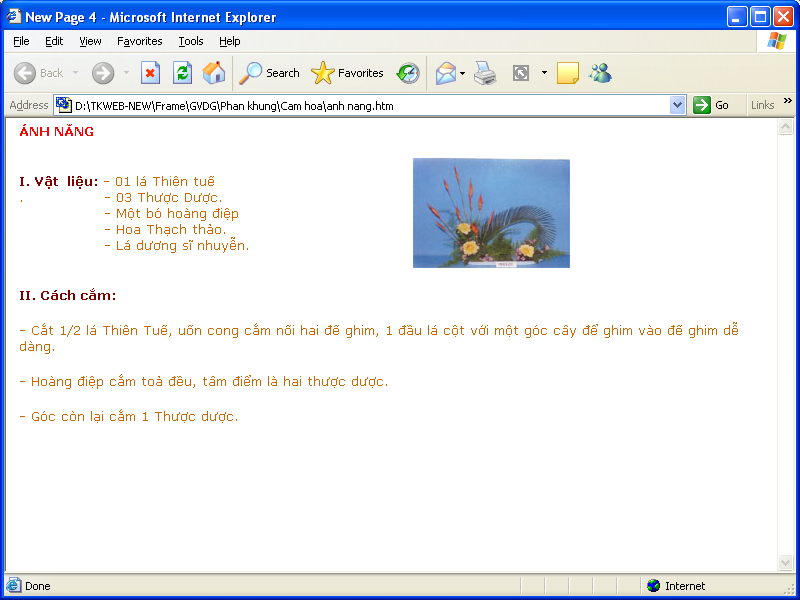 New Page 4 - Microsoft Internet Explorer
File Edit View Favorites Tools Help
Back Search Favorites
Address D:\TKWEB-NEW\Frame\GVDG\Phan khung\Cam hoa\anh nang.htm Go Links »
ÁNH NẮNG
I. Vật liệu: - 01 lá Thiên tuế
. - 03 Thược Dược.
- Một bó hoàng điệp
- Hoa Thạch thảo.
- Lá dương sĩ nhuyễn.
II. Cách cắm:
- Cắt 1/2 lá Thiên Tuế, uốn cong cắm nối hai đế ghim, 1 đầu lá cột với một góc cây để ghim vào đế ghim dễ
dàng.
- Hoàng điệp cắm toả đều, tâm điểm là hai thược dược.
- Góc còn lại cắm 1 Thược dược.
Done Internet